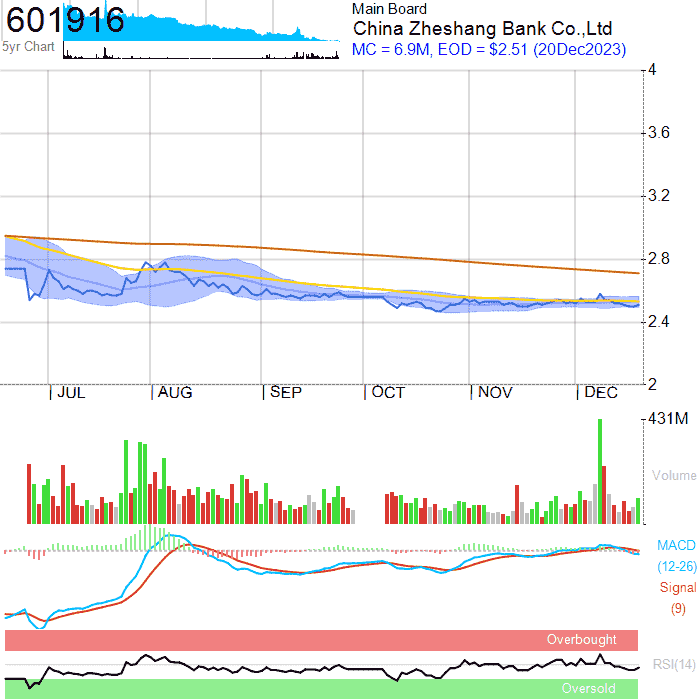 601916
5yr Chart
Main Board
China Zheshang Bank Co.,Ltd
MC = 6.9M, EOD = $2.51 (20Dec2023)
4
3.6
3.2
2.8
2.4
2
JUL AUG SEP OCT NOV DEC
431M
Volume
MACD
(12-26)
Signal
(9)
Overbought
RSI(14)
Oversold